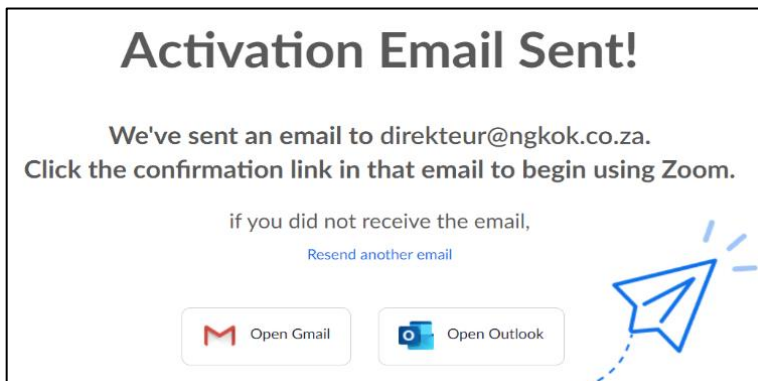 Activation Email Sent!
We've sent an email to direkteur@ngkok.co.za.
Click the confirmation link in that email to begin using Zoom.
if you did not receive the email,
Resend another email
Open Gmail
Open Outlook